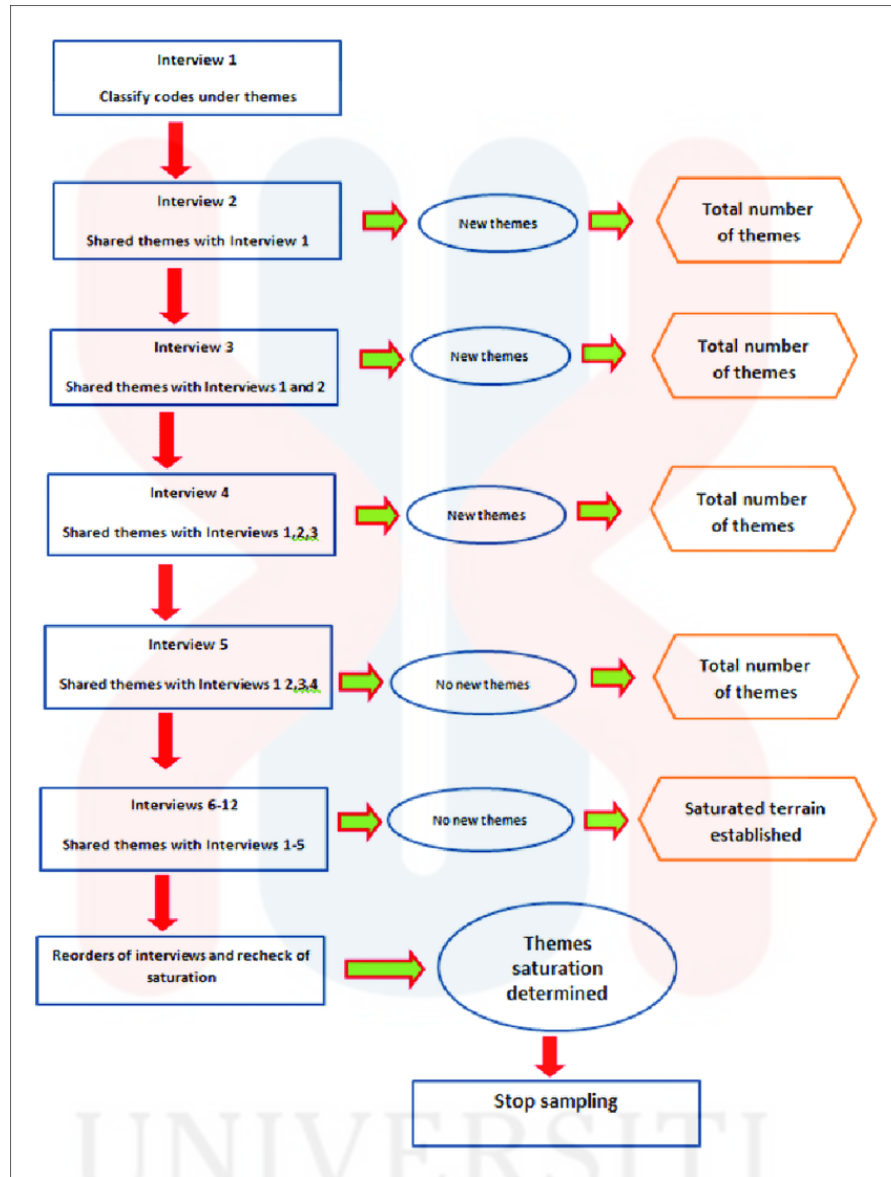 Interview 1
Classify codes under themes
Interview 2
Shared themes with Interview 1
New themes
Total number
of themes
Interview 3
Shared themes with Interviews 1 and 2
New themes
Total number
of themes
Interview 4
Shared themes with Interviews 1,2,3
New themes
Total number
of themes
Interview 5
Shared themes with Interviews 1 2,3,4
No new themes
Total number
of themes
Interviews 6-12
Shared themes with Interviews 1-5
No new themes
Saturated terrain
established
Reorders of interviews and recheck of
saturation
Themes
saturation
determined
Stop sampling
UNIVERSITI